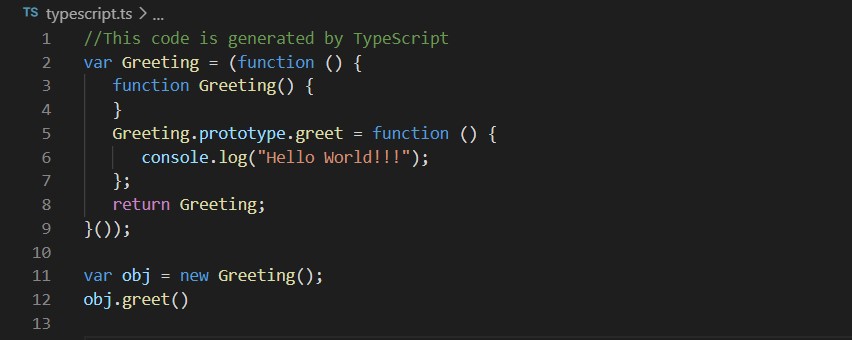 TS typescript.ts > ...
1 //This code is generated by TypeScript
2 var Greeting = (function () {
3    function Greeting() {
4    }
5    Greeting.prototype.greet = function () {
6       console.log("Hello World!!!");
7    };
8    return Greeting;
9 }());
10
11 var obj = new Greeting();
12 obj.greet()
13